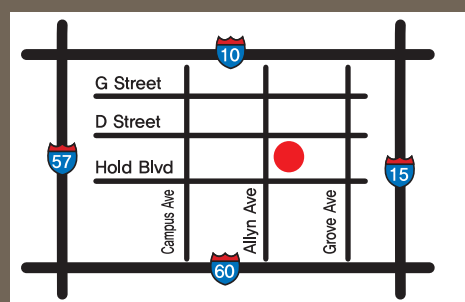 10
G Street
D Street
57
Hold Blvd
15
Campus Ave
Allyn Ave
Grove Ave
60